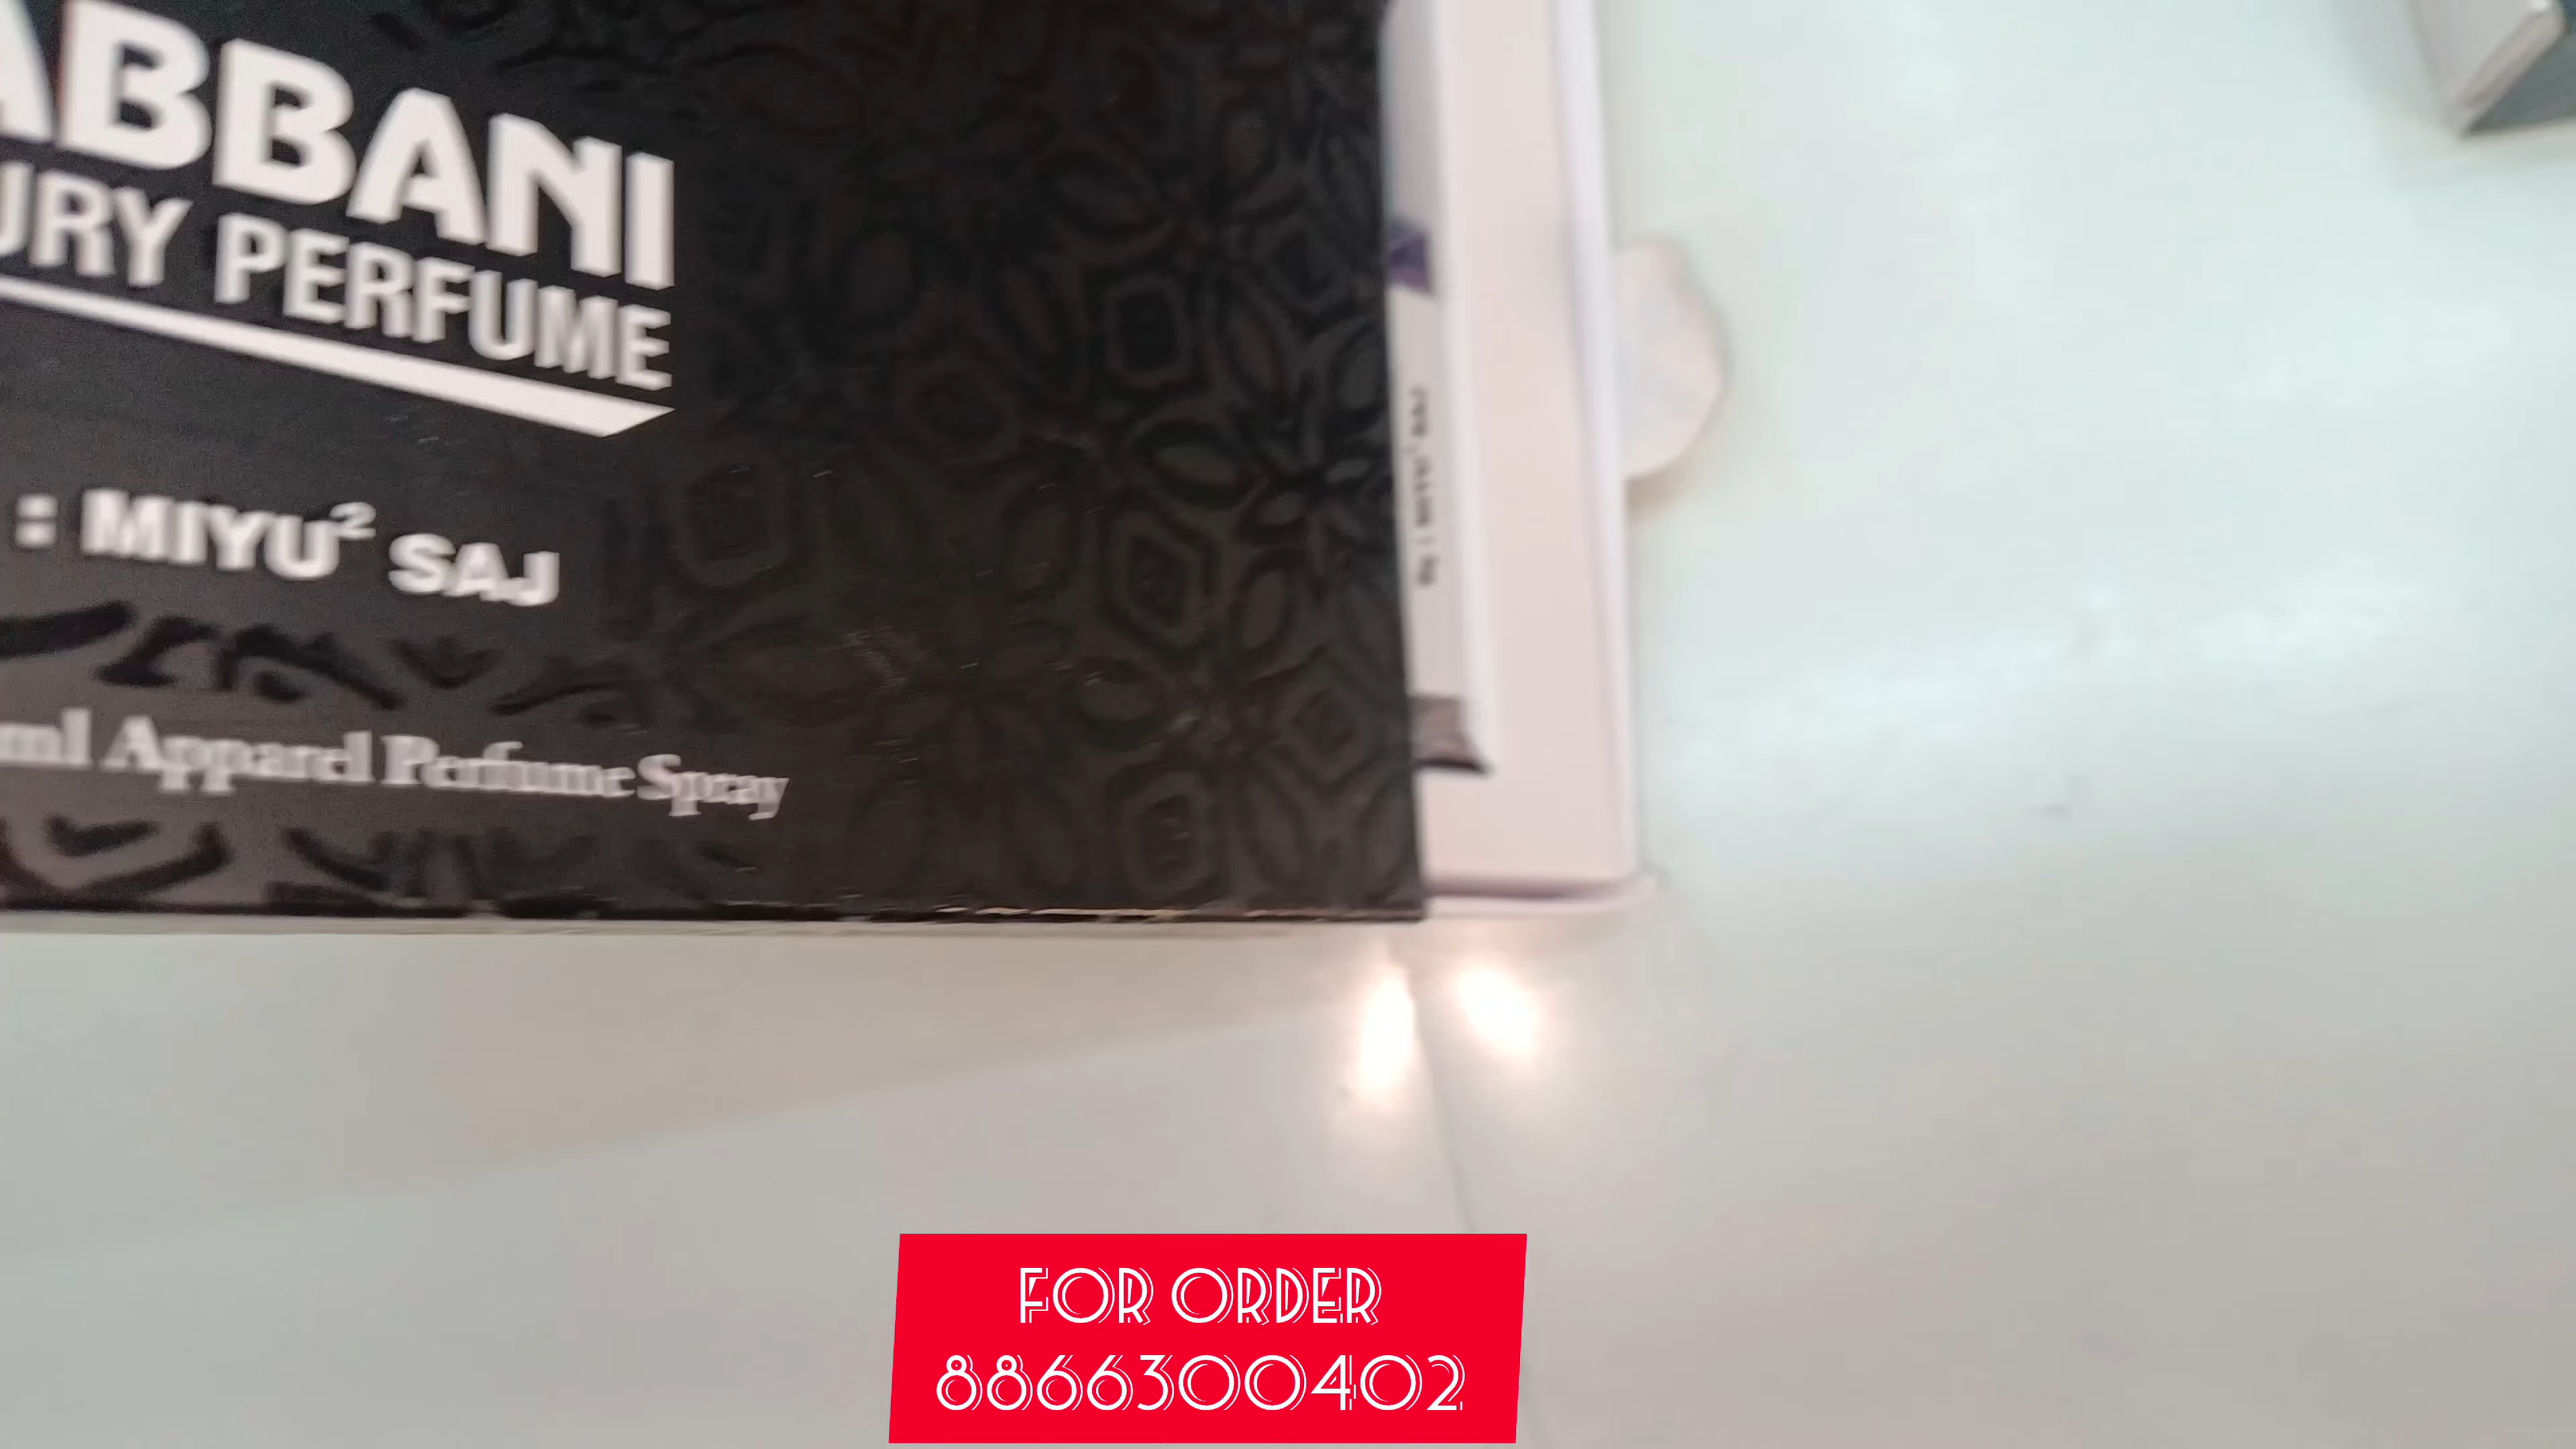 ABBANI
URY PERFUME
: MIYU² SAJ
ml Apparel Perfume Spray
FOR ORDER
8866300402